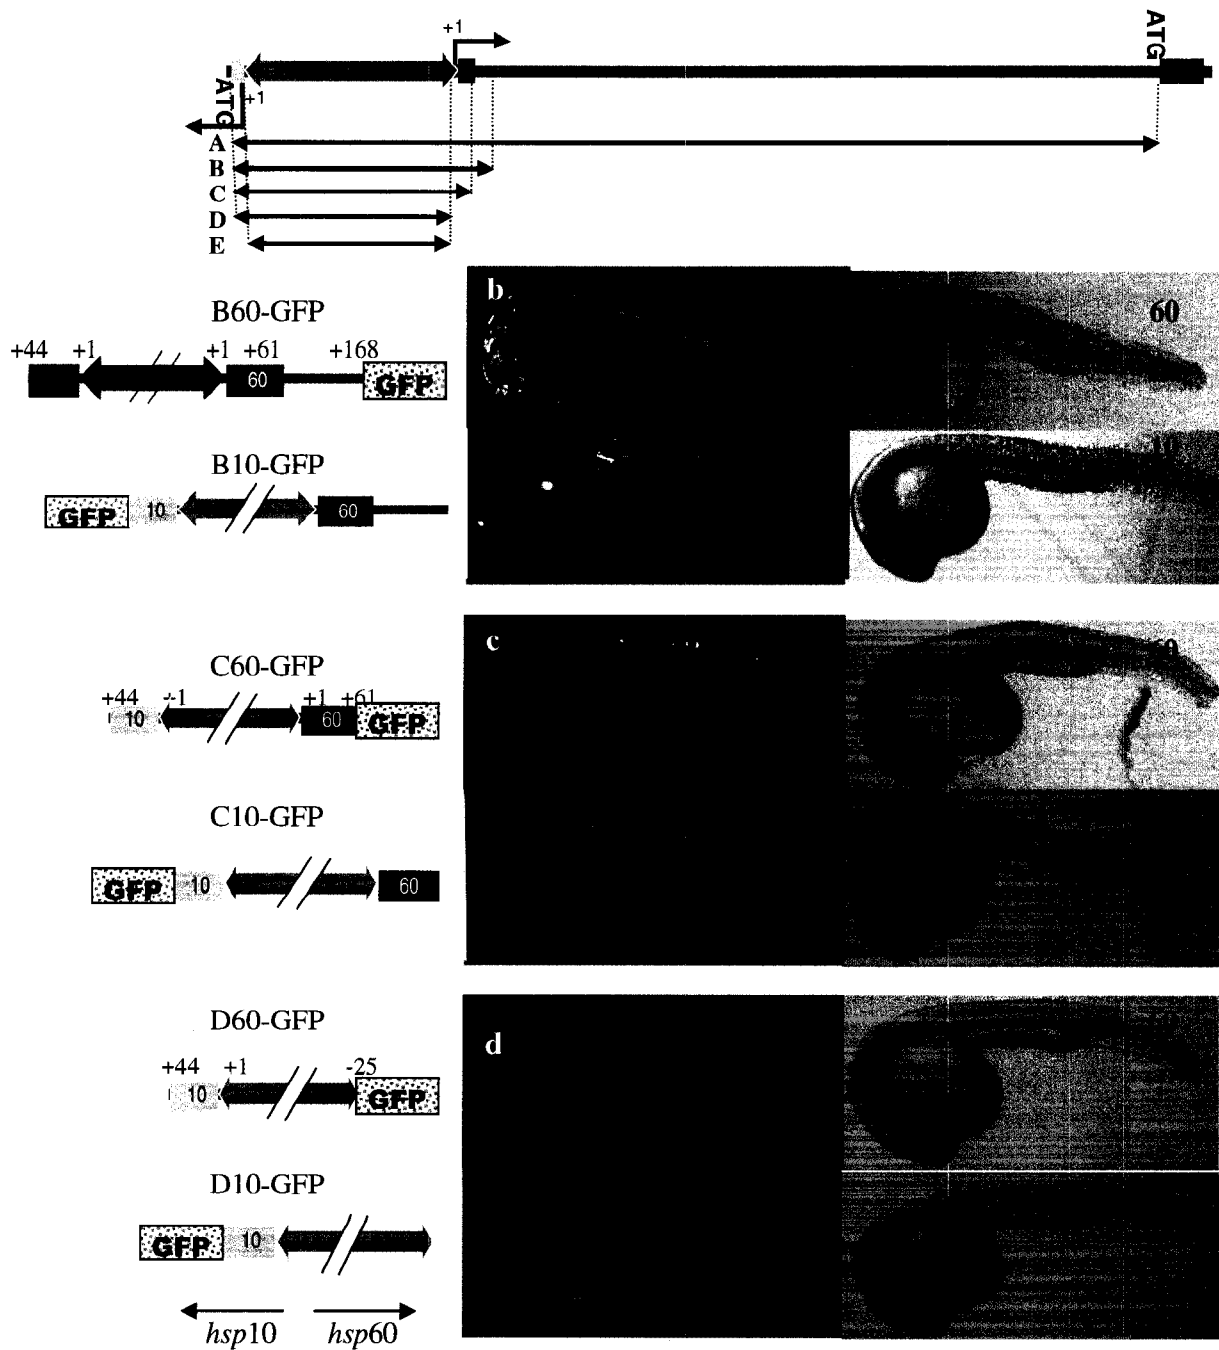 +1
ATG
ATG
+1
A
B
C
D
E
B60-GFP
+44 +1 +1 +61 +168
60 GFP
B10-GFP
GFP 10 60
b
60
10
C60-GFP
+44 +1 +1 +61
10 60 GFP
C10-GFP
GFP 10 60
c
D60-GFP
+44 +1 -25
10 GFP
D10-GFP
GFP 10
hsp10 hsp60
d